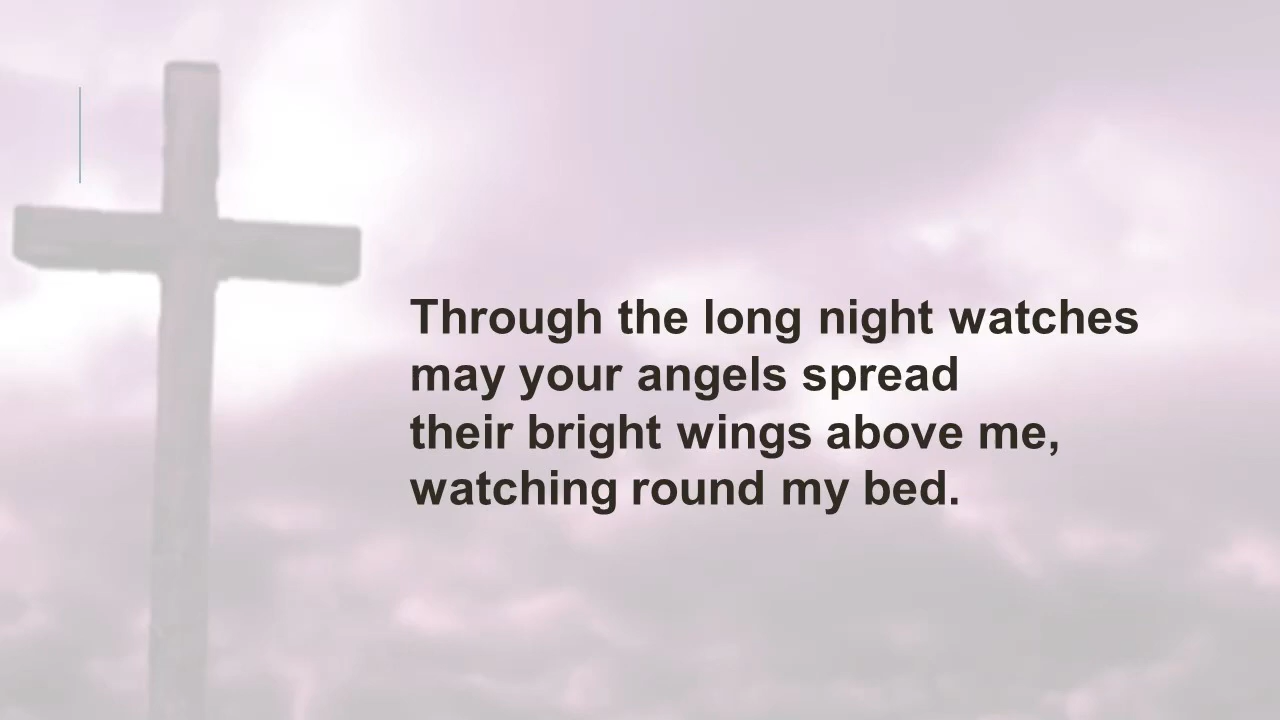 Through the long night watches
may your angels spread
their bright wings above me,
watching round my bed.